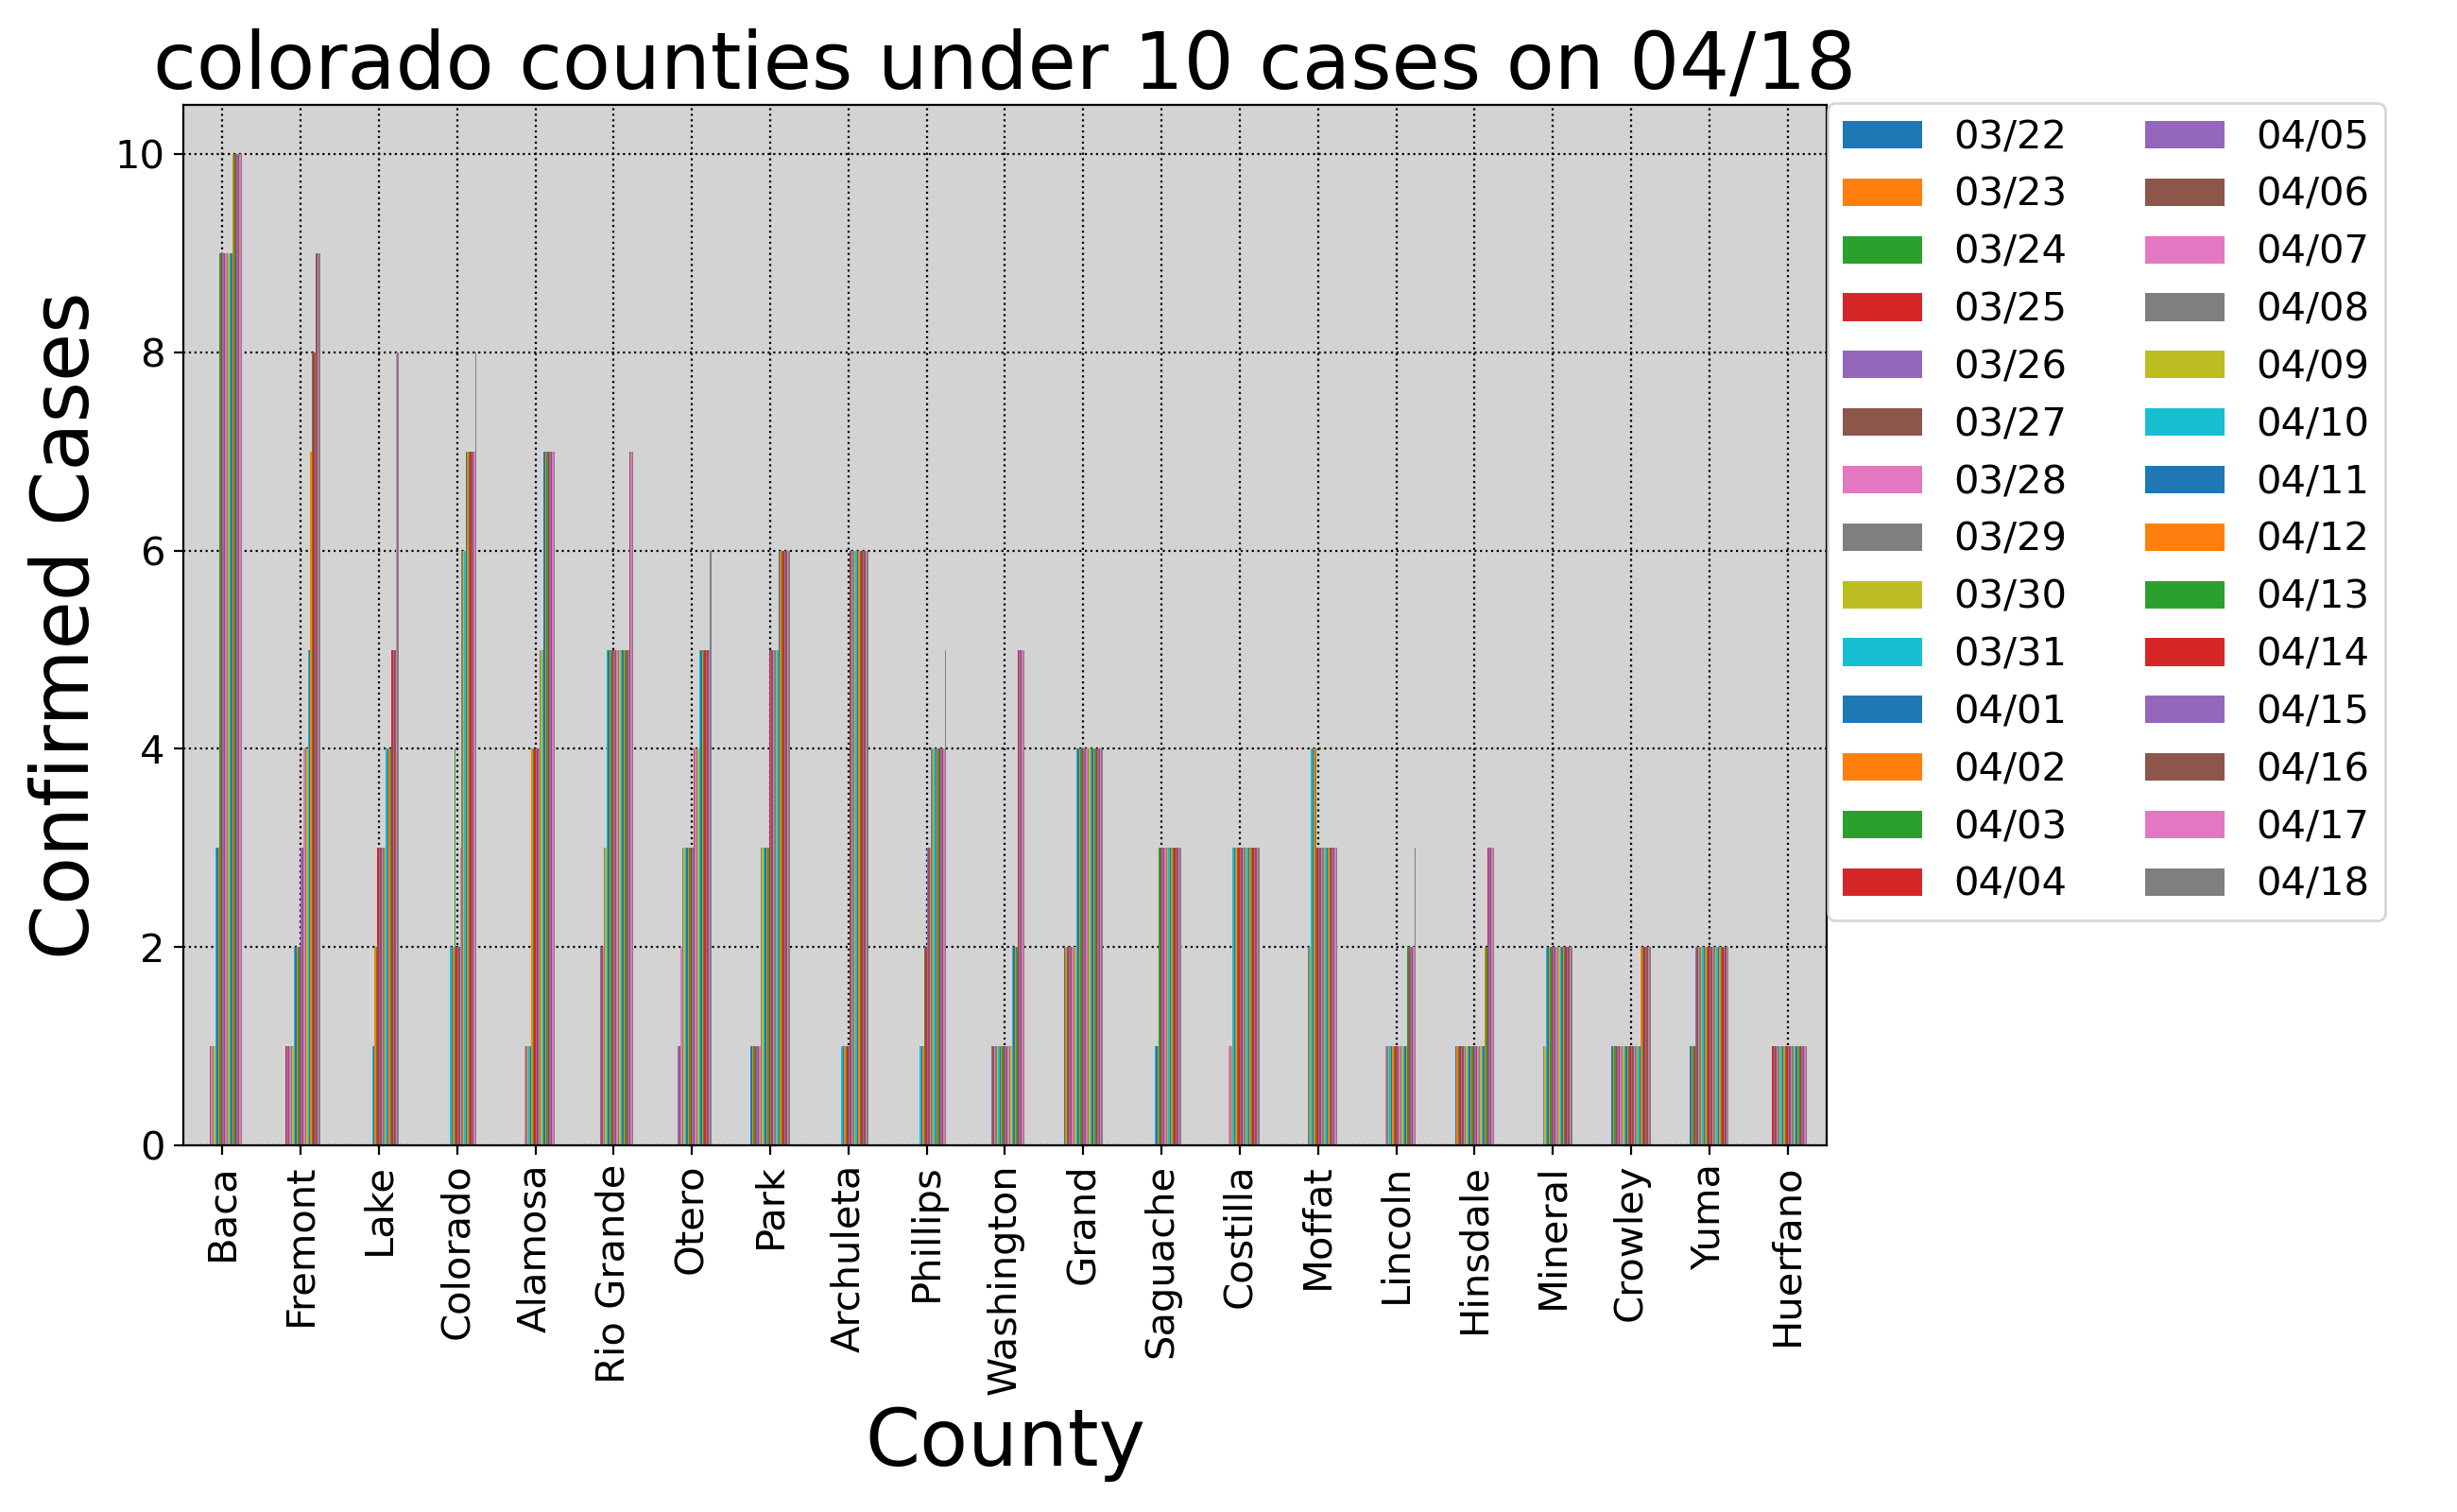 colorado counties under 10 cases on 04/18
Confirmed Cases
10
8
6
4
2
0
Baca
Fremont
Lake
Colorado
Alamosa
Rio Grande
Otero
Park
Archuleta
Phillips
Washington
Grand
Saguache
Costilla
Moffat
Lincoln
Hinsdale
Mineral
Crowley
Yuma
Huerfano
County
03/22
03/23
03/24
03/25
03/26
03/27
03/28
03/29
03/30
03/31
04/01
04/02
04/03
04/04
04/05
04/06
04/07
04/08
04/09
04/10
04/11
04/12
04/13
04/14
04/15
04/16
04/17
04/18